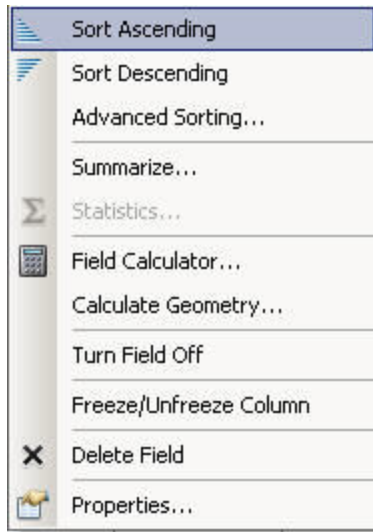 Sort Ascending
Sort Descending
Advanced Sorting...
Summarize...
Σ Statistics...
Field Calculator...
Calculate Geometry...
Turn Field Off
Freeze/Unfreeze Column
Delete Field
Properties...